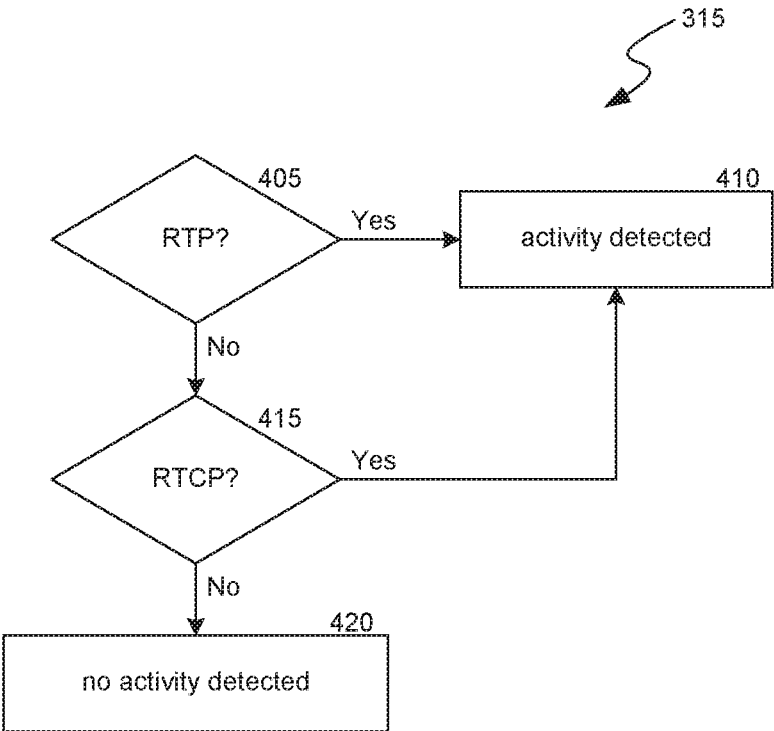 315
405
410
RTP?
Yes
activity detected
No
415
RTCP?
Yes
No
420
no activity detected